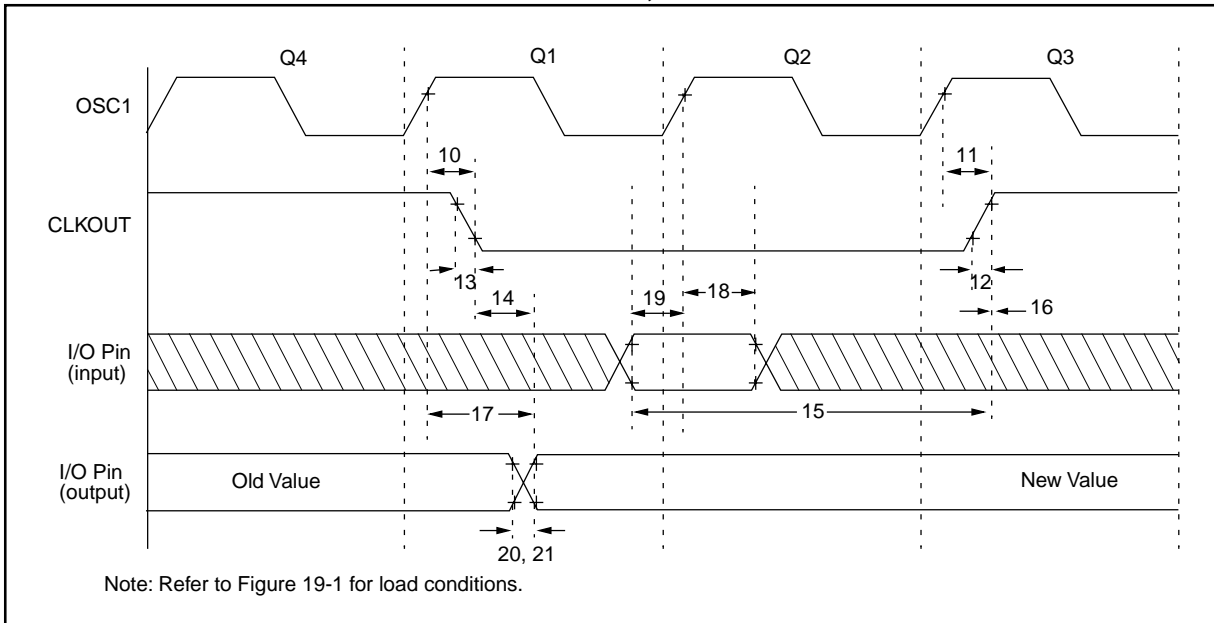 Q4 Q1 Q2 Q3
OSC1
10 11
CLKOUT
13 12
14 19 18 16
I/O Pin
(input)
17 15
I/O Pin
(output)
Old Value New Value
20, 21
Note: Refer to Figure 19-1 for load conditions.